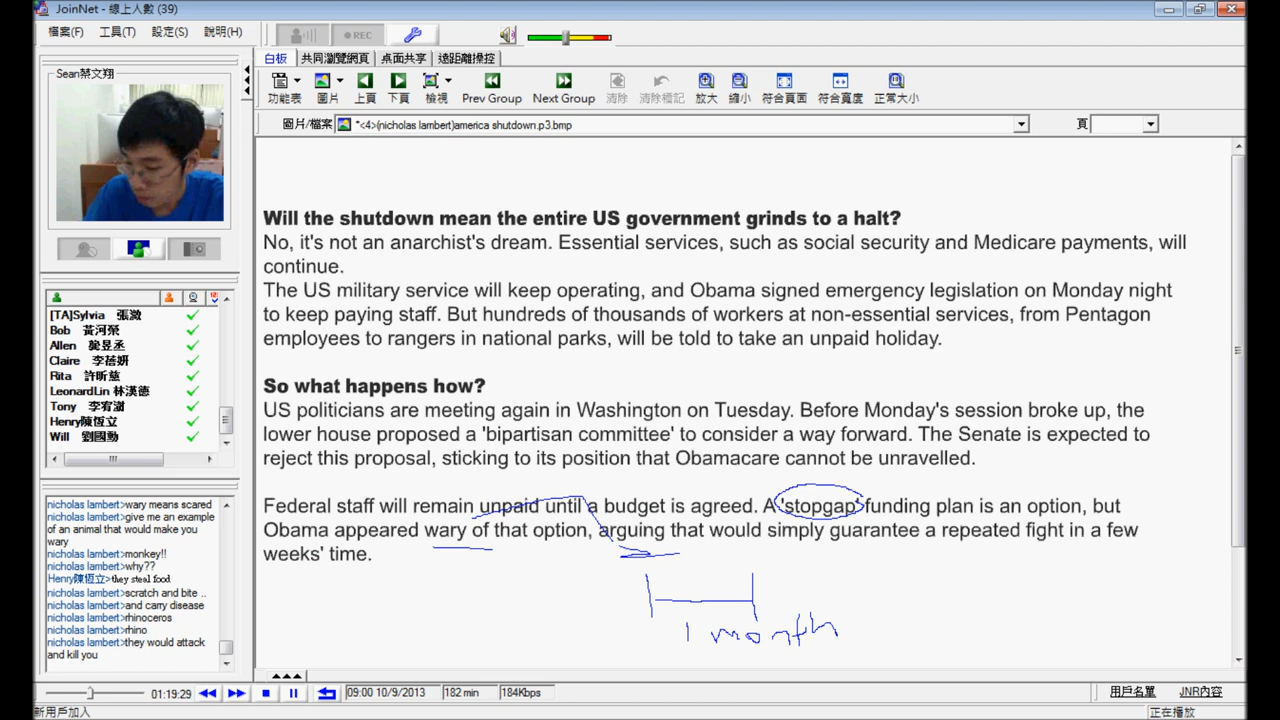 JoinNet - 線上人數 (39)
檔案(F) 工具(T) 設定(S) 說明(H)
REC
Sean蔡文翔
白板 共同瀏覽網頁 桌面共享 遠距離操控
功能表 圖片 上頁 下頁 檢視 Prev Group Next Group 清除 清除標記 放大 縮小 符合頁面 符合寬度 正常大小
圖片/檔案 *<4>(nicholas lambert)america shutdown.p3.bmp 頁
Will the shutdown mean the entire US government grinds to a halt?
No, it's not an anarchist's dream. Essential services, such as social security and Medicare payments, will
continue.
The US military service will keep operating, and Obama signed emergency legislation on Monday night
to keep paying staff. But hundreds of thousands of workers at non-essential services, from Pentagon
employees to rangers in national parks, will be told to take an unpaid holiday.
So what happens how?
US politicians are meeting again in Washington on Tuesday. Before Monday's session broke up, the
lower house proposed a 'bipartisan committee' to consider a way forward. The Senate is expected to
reject this proposal, sticking to its position that Obamacare cannot be unravelled.
Federal staff will remain unpaid until a budget is agreed. A 'stopgap' funding plan is an option, but
Obama appeared wary of that option, arguing that would simply guarantee a repeated fight in a few
weeks' time.
1 month
[TA]Sylvia 張
Bob 黃河榮
Allen
Claire 李蓓妍
Rita 許昕
LeonardLin 林漢德
Tony 李宥
Henry陳恆立
Will 劉國勳
nicholas lambert>wary means scared
nicholas lambert>give me an example
of an animal that would make you
wary
nicholas lambert>monkey!!
nicholas lambert>why??
Henry陳恆立>they steal food
nicholas lambert>scratch and bite ..
nicholas lambert>and carry disease
nicholas lambert>rhinoceros
nicholas lambert>rhino
nicholas lambert>they would attack
and kill you
01:19:29 09:00 10/9/2013 182 min 184Kbps 用戶名單 JNR內容
新用戶加入 正在播放